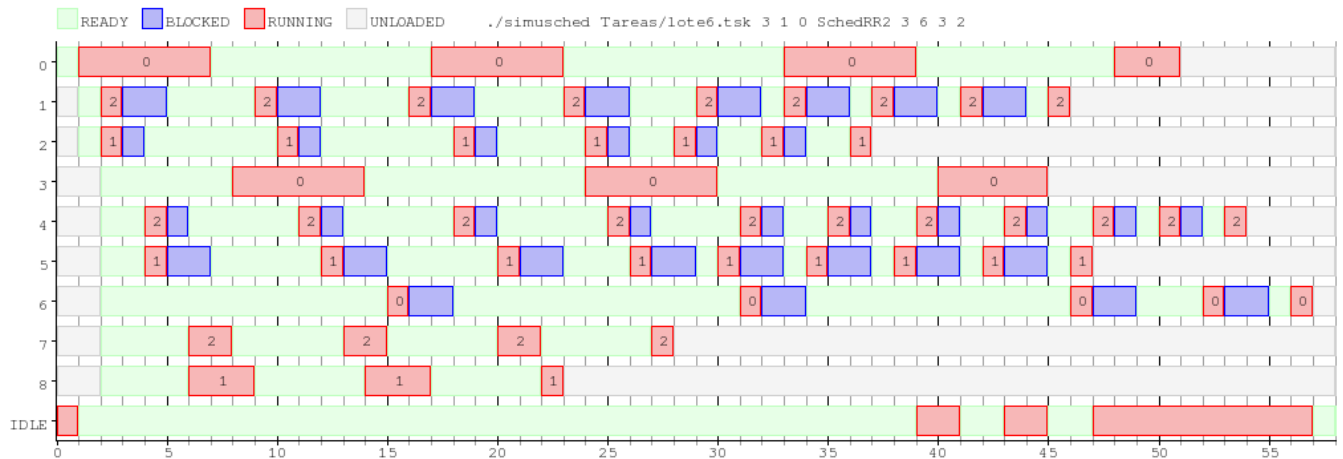 READY BLOCKED RUNNING UNLOADED ./simusched Tareas/lote6.tsk 3 1 0 SchedRR2 3 6 3 2
0 0 0 0 0
1 2 2 2 2 2 2 2 2 2
2 1 1 1 1 1 1 1
3 0 0 0
4 2 2 2 2 2 2 2 2 2 2 2
5 1 1 1 1 1 1 1 1 1
6 0 0 0 0 0
7 2 2 2 2
8 1 1 1
IDLE
0 5 10 15 20 25 30 35 40 45 50 55